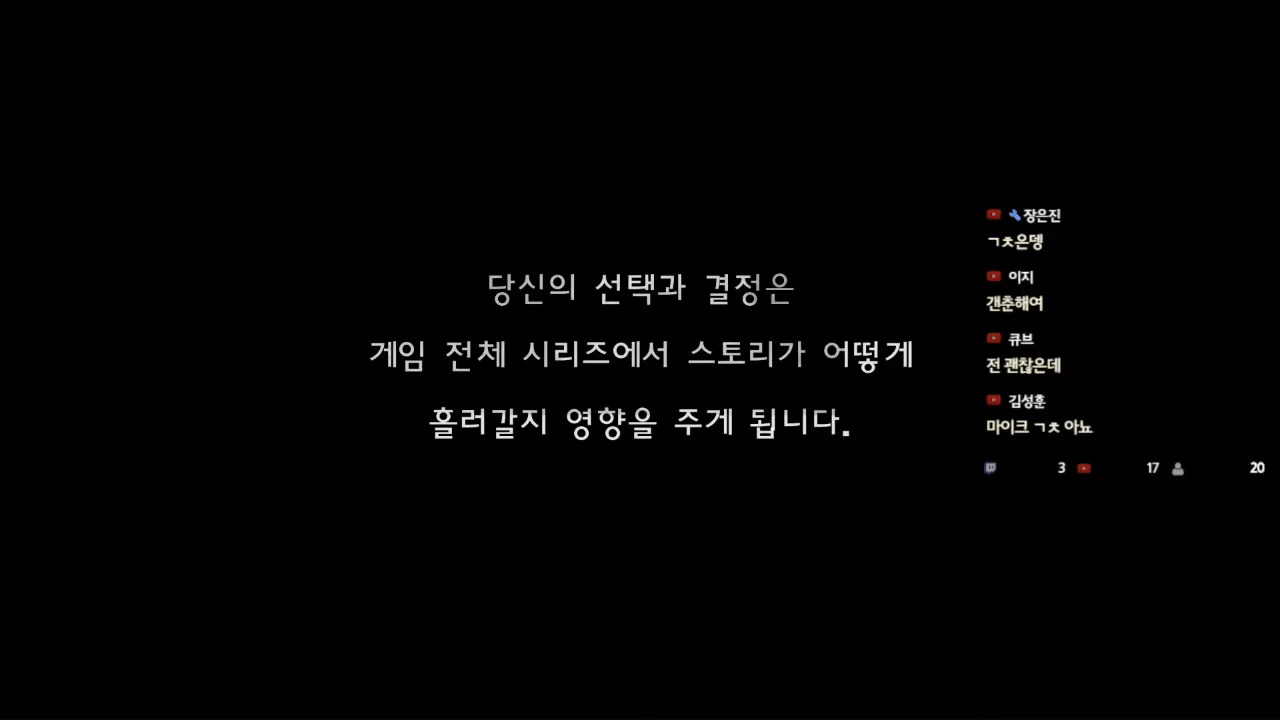 당신의 선택과 결정은
게임 전체 시리즈에서 스토리가 어떻게
흘러갈지 영향을 주게 됩니다.
장은진
ㄱㅊ은뎅
이지
갠춘해여
큐브
전 괜찮은데
김성훈
마이크 ㄱㅊ 아뇨
3 17 20